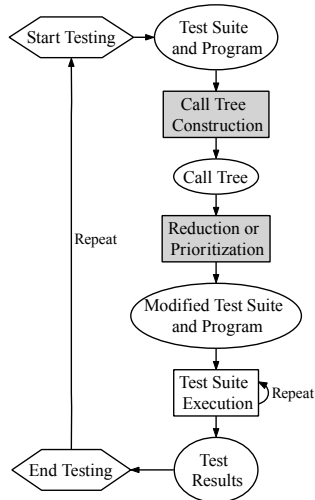 Start Testing
Test Suite
and Program
Call Tree
Construction
Call Tree
Reduction or
Prioritization
Repeat
Modified Test Suite
and Program
Test Suite
Execution
Repeat
End Testing
Test
Results